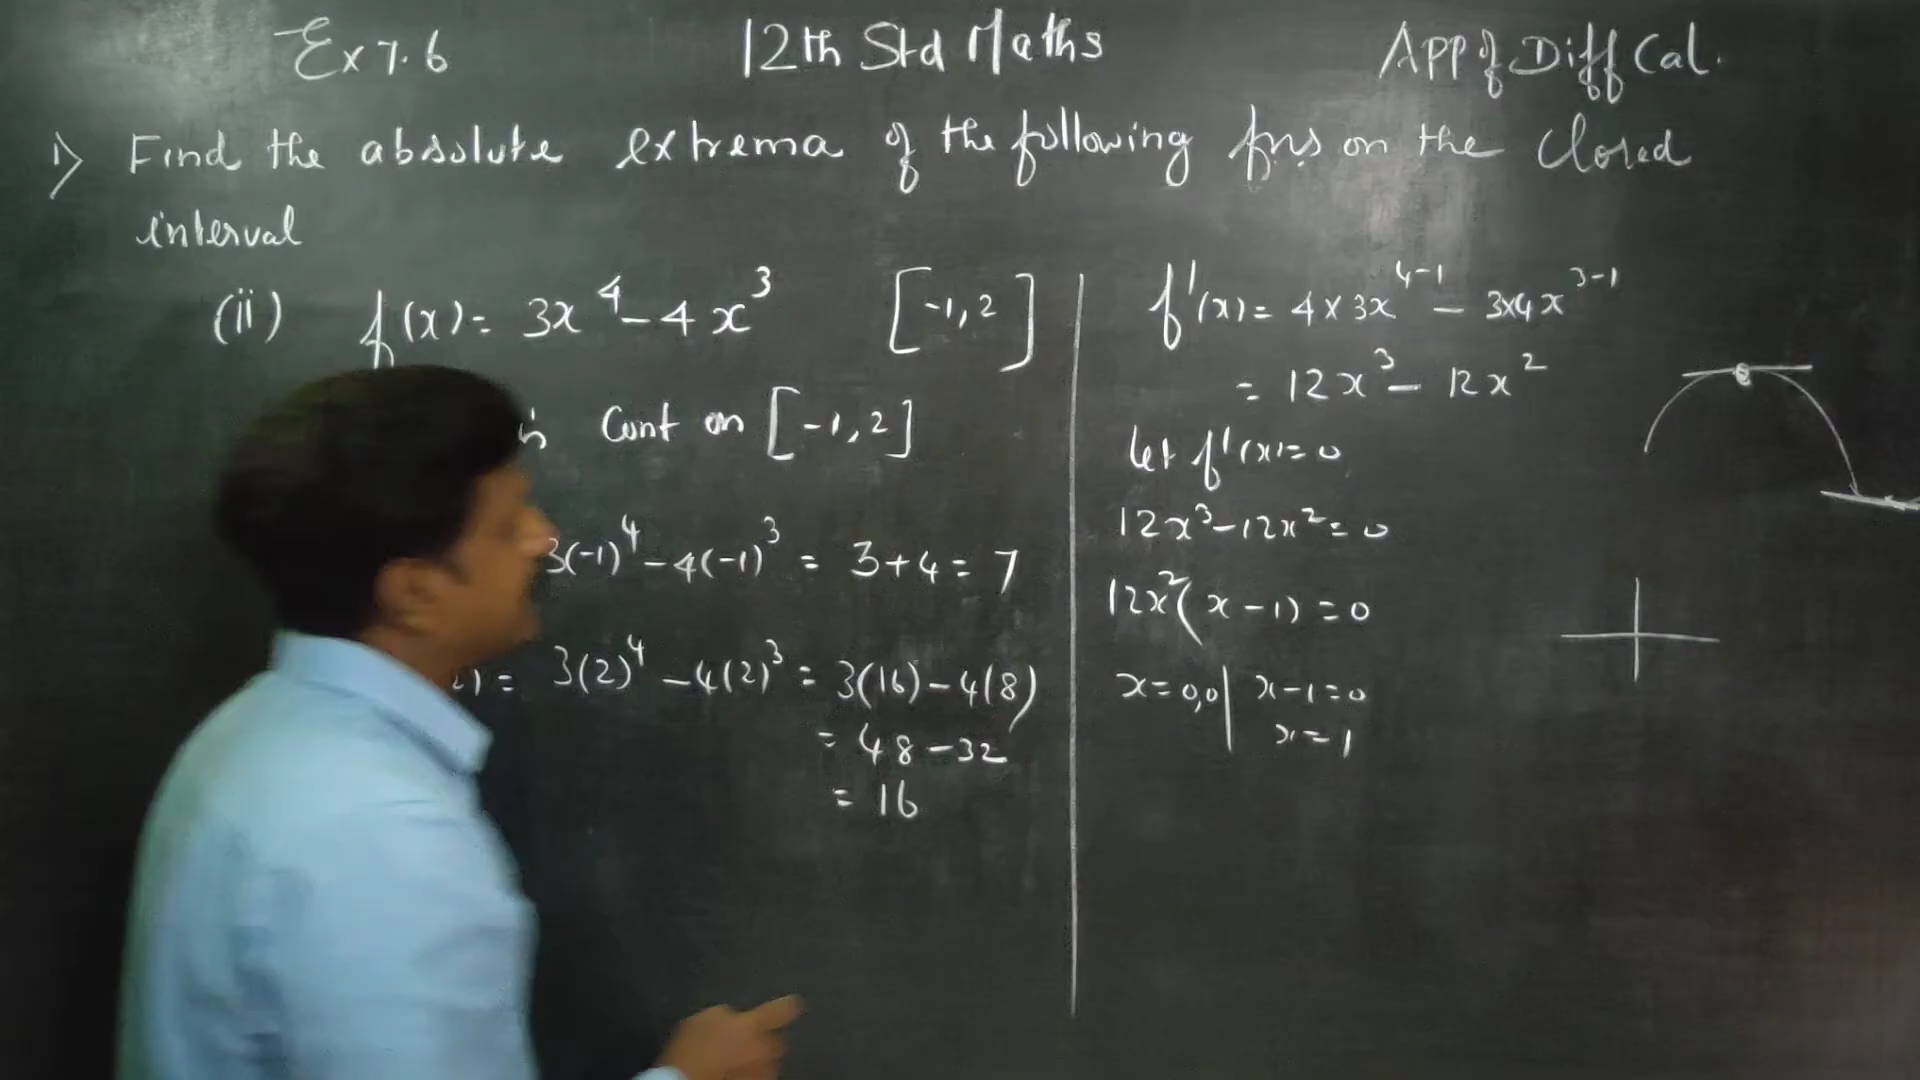 Ex 7.6 12th Std Maths App of Diff Cal.
1) Find the absolute extrema of the following fns on the closed
interval
(ii) f(x) = 3x⁴ - 4x³ [-1, 2]
is Cont on [-1, 2]
3(-1)⁴ - 4(-1)³ = 3 + 4 = 7
2) = 3(2)⁴ - 4(2)³ = 3(16) - 4(8)
= 48 - 32
= 16
f'(x) = 4 × 3x⁴⁻¹ - 3×4x³⁻¹
= 12x³ - 12x²
let f'(x) = 0
12x³ - 12x² = 0
12x²(x - 1) = 0
x = 0,0 | x - 1 = 0
x = 1